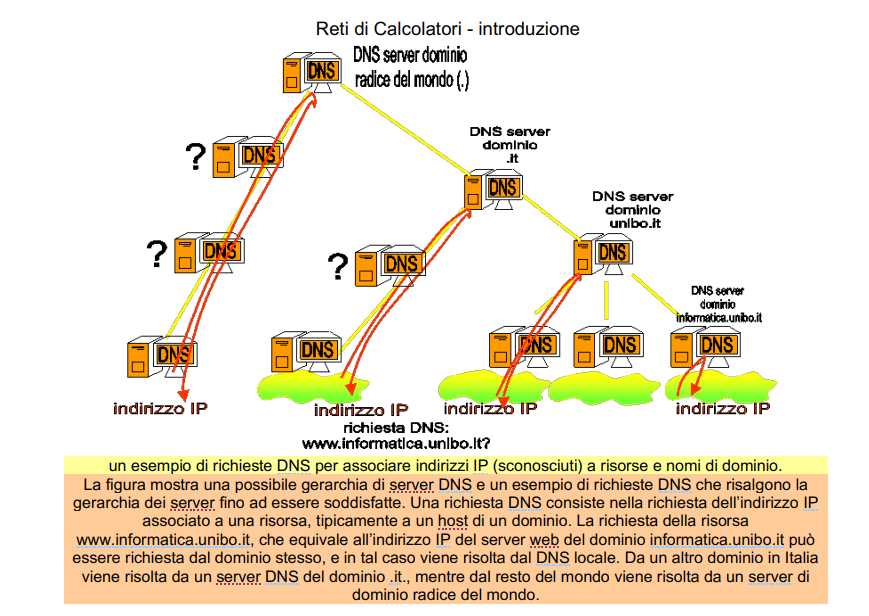 Reti di Calcolatori - introduzione
DNS server dominio
radice del mondo (.)
DNS
DNS server
dominio
.it
?
DNS
DNS
DNS server
dominio
unibo.it
?
DNS
?
DNS
DNS
DNS server
dominio
informatica.unibo.it
DNS
DNS
DNS
DNS
DNS
indirizzo IP
indirizzo IP
indirizzo IP
indirizzo IP
richiesta DNS:
www.informatica.unibo.it?
un esempio di richieste DNS per associare indirizzi IP (sconosciuti) a risorse e nomi di dominio.
La figura mostra una possibile gerarchia di server DNS e un esempio di richieste DNS che risalgono la
gerarchia dei server fino ad essere soddisfatte. Una richiesta DNS consiste nella richiesta dell'indirizzo IP
associato a una risorsa, tipicamente a un host di un dominio. La richiesta della risorsa
www.informatica.unibo.it, che equivale all'indirizzo IP del server web del dominio informatica.unibo.it può
essere richiesta dal dominio stesso, e in tal caso viene risolta dal DNS locale. Da un altro dominio in Italia
viene risolta da un server DNS del dominio .it., mentre dal resto del mondo viene risolta da un server di
dominio radice del mondo.